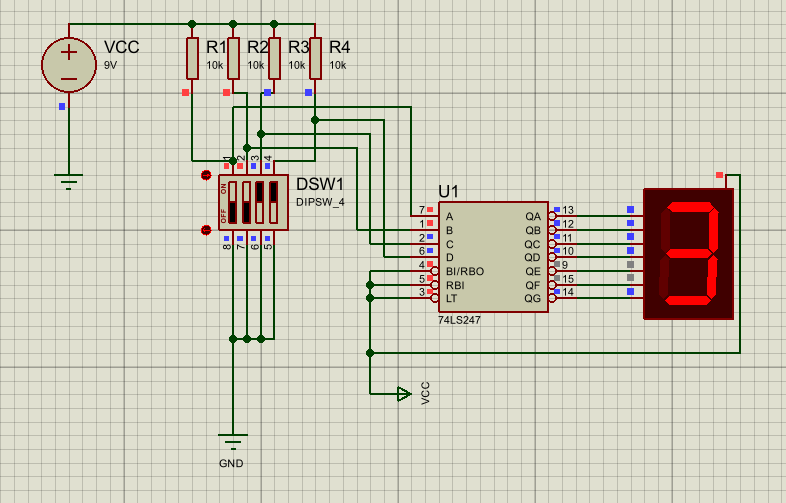 VCC
9V
R1
10k
R2
10k
R3
10k
R4
10k
1 2 3 4
ON
OFF
DSW1
DIPSW_4
8 7 6 5
GND
U1
7 A QA 13
1 B QB 12
2 C QC 11
6 D QD 10
4 BI/RBO QE 9
5 RBI QF 15
3 LT QG 14
74LS247
VCC
3